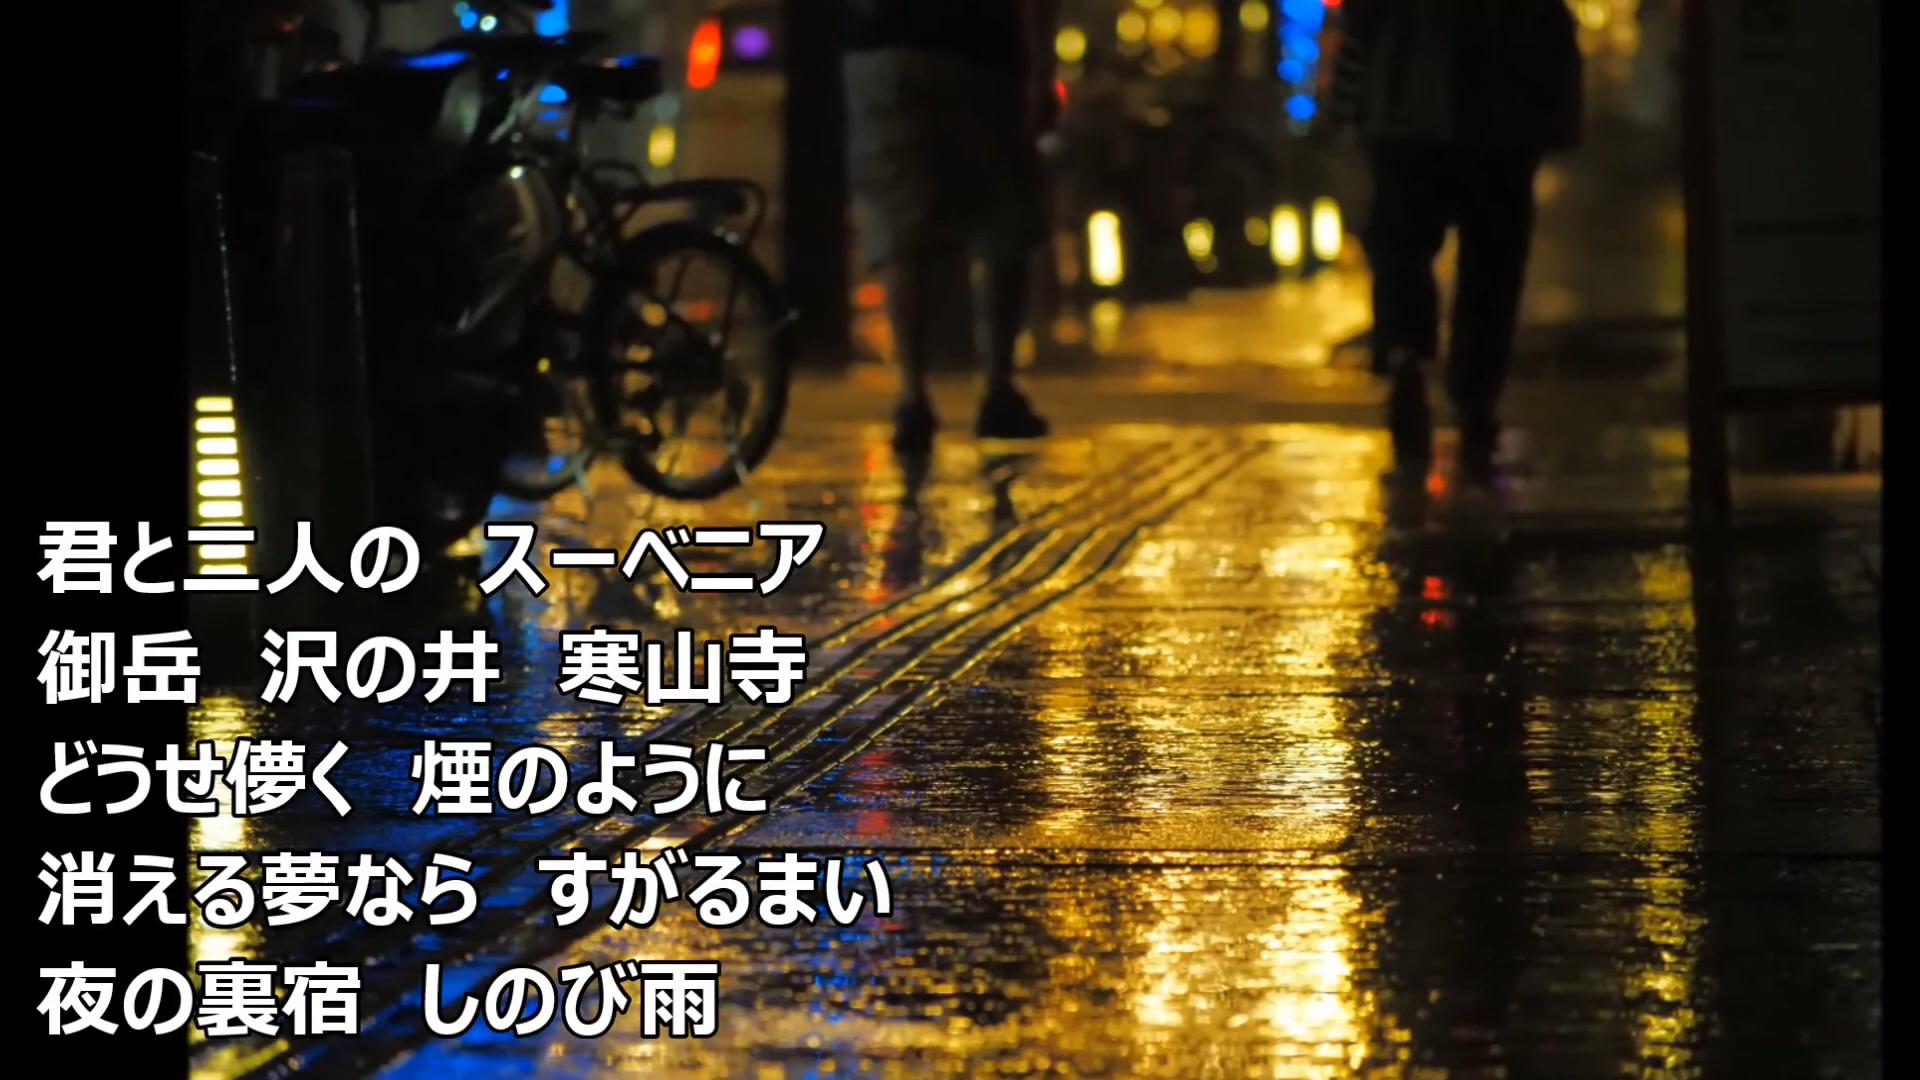 君と二人の　スーベニア
御岳　沢の井　寒山寺
どうせ儚く　煙のように
消える夢なら　すがるまい
夜の裏宿　しのび雨